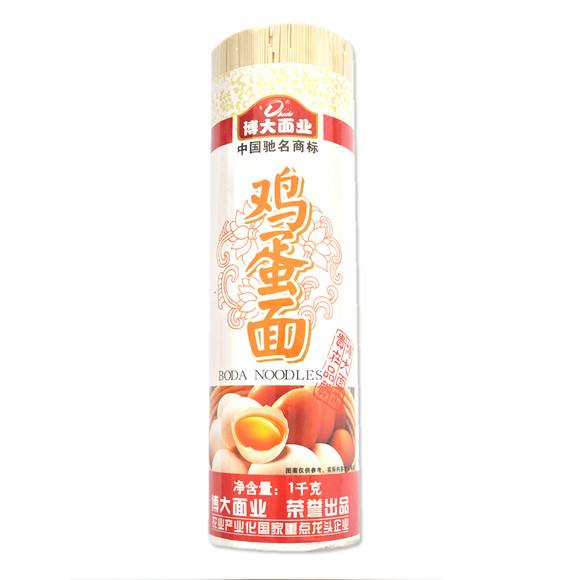 博大面业
中国驰名商标
鸡蛋面
BODA NOODLES
净含量：1千克
博大面业 荣誉出品
农业产业化国家重点龙头企业